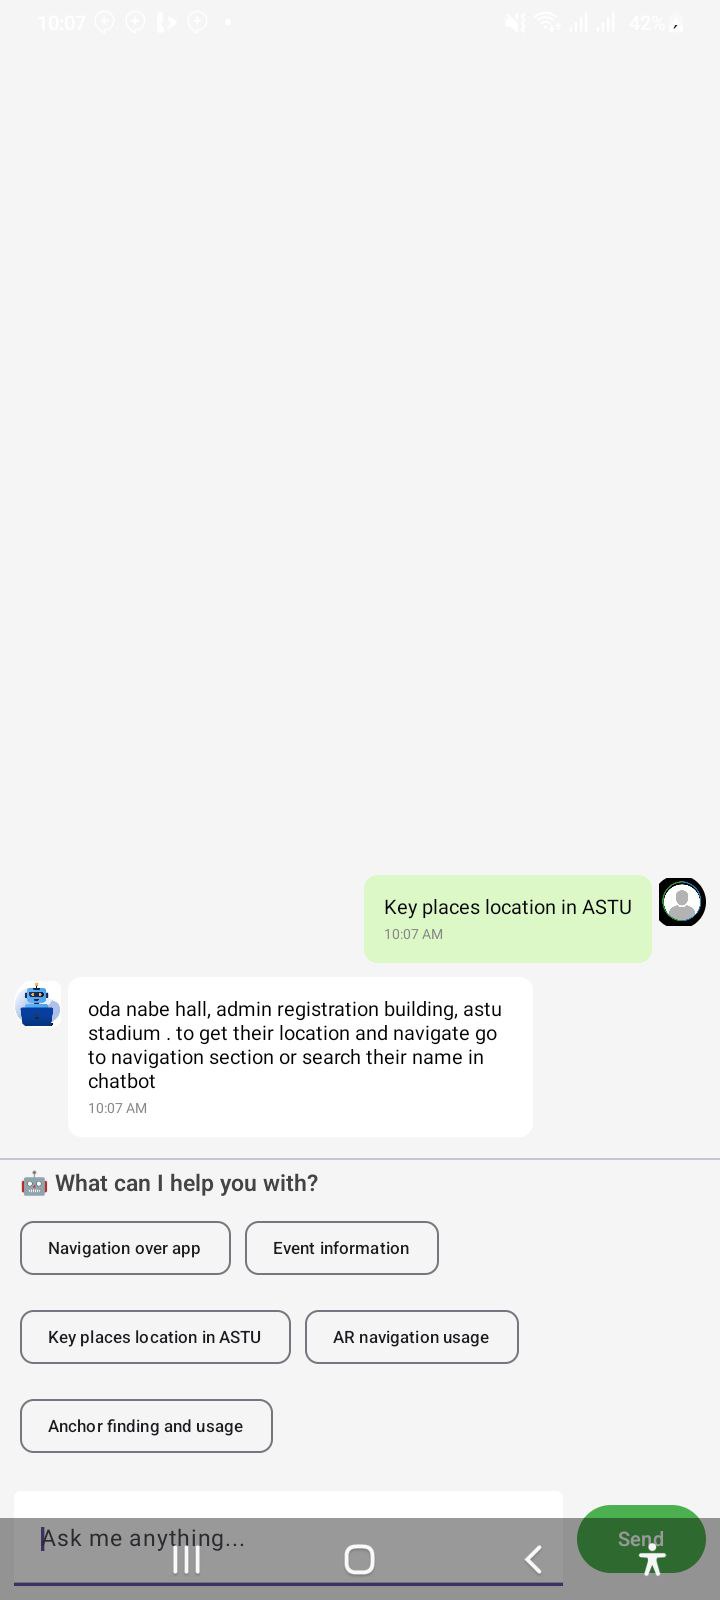 10:07
42%
Key places location in ASTU
10:07 AM
oda nabe hall, admin registration building, astu
stadium . to get their location and navigate go
to navigation section or search their name in
chatbot
10:07 AM
What can I help you with?
Navigation over app
Event information
Key places location in ASTU
AR navigation usage
Anchor finding and usage
Ask me anything...
Send